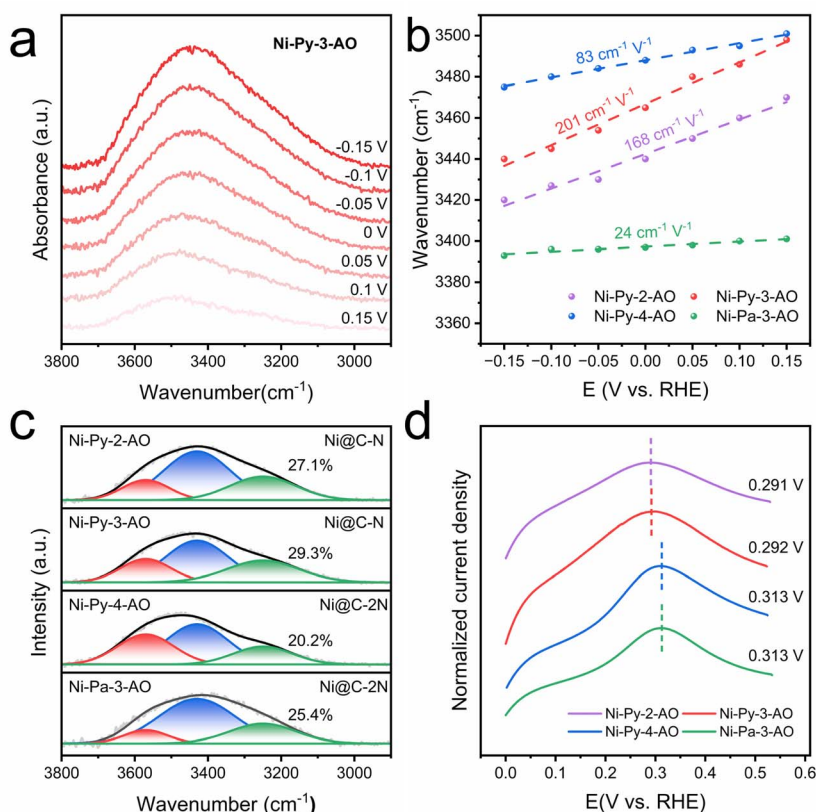 a
Ni-Py-3-AO
-0.15 V
-0.1 V
-0.05 V
0 V
0.05 V
0.1 V
0.15 V
Absorbance (a.u.)
3800 3600 3400 3200 3000
Wavenumber(cm-1)
b
3500
3480
3460
3440
3420
3400
3380
3360
Wavenumber (cm-1)
83 cm-1 V-1
201 cm-1 V-1
168 cm-1 V-1
24 cm-1 V-1
Ni-Py-2-AO Ni-Py-3-AO
Ni-Py-4-AO Ni-Pa-3-AO
−0.15 −0.10 −0.05 0.00 0.05 0.10 0.15
E (V vs. RHE)
c
Ni-Py-2-AO Ni@C-N
27.1%
Ni-Py-3-AO Ni@C-N
29.3%
Ni-Py-4-AO Ni@C-2N
20.2%
Ni-Pa-3-AO Ni@C-2N
25.4%
Intensity (a.u.)
3800 3600 3400 3200 3000
Wavenumber (cm-1)
d
0.291 V
0.292 V
0.313 V
0.313 V
Normalized current density
Ni-Py-2-AO Ni-Py-3-AO
Ni-Py-4-AO Ni-Pa-3-AO
0.0 0.1 0.2 0.3 0.4 0.5 0.6
E(V vs. RHE)